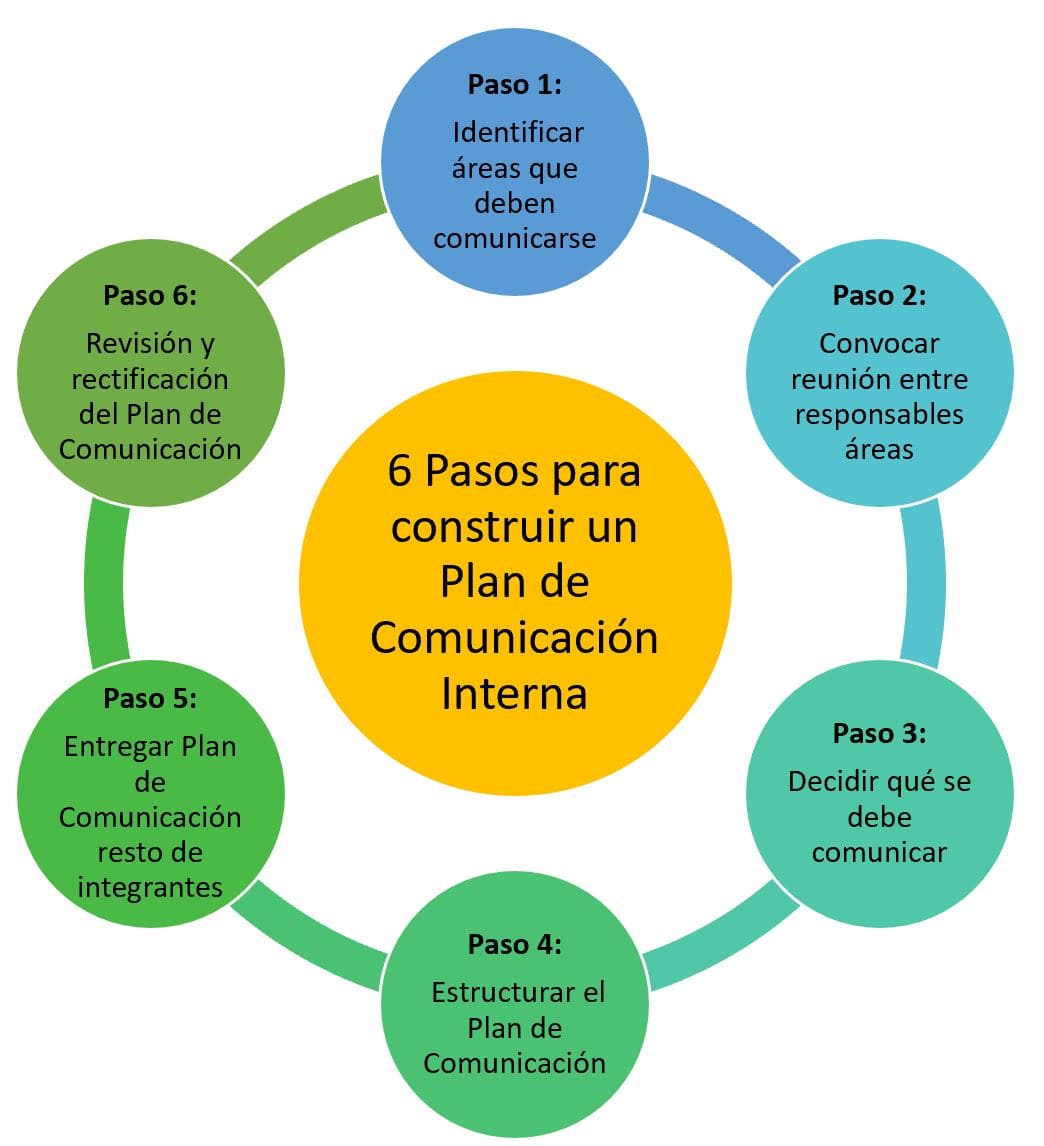 Paso 1:
Identificar
áreas que
deben
comunicarse
Paso 2:
Convocar
reunión entre
responsables
áreas
Paso 3:
Decidir qué se
debe
comunicar
Paso 4:
Estructurar el
Plan de
Comunicación
Paso 5:
Entregar Plan
de
Comunicación
resto de
integrantes
Paso 6:
Revisión y
rectificación
del Plan de
Comunicación
6 Pasos para
construir un
Plan de
Comunicación
Interna